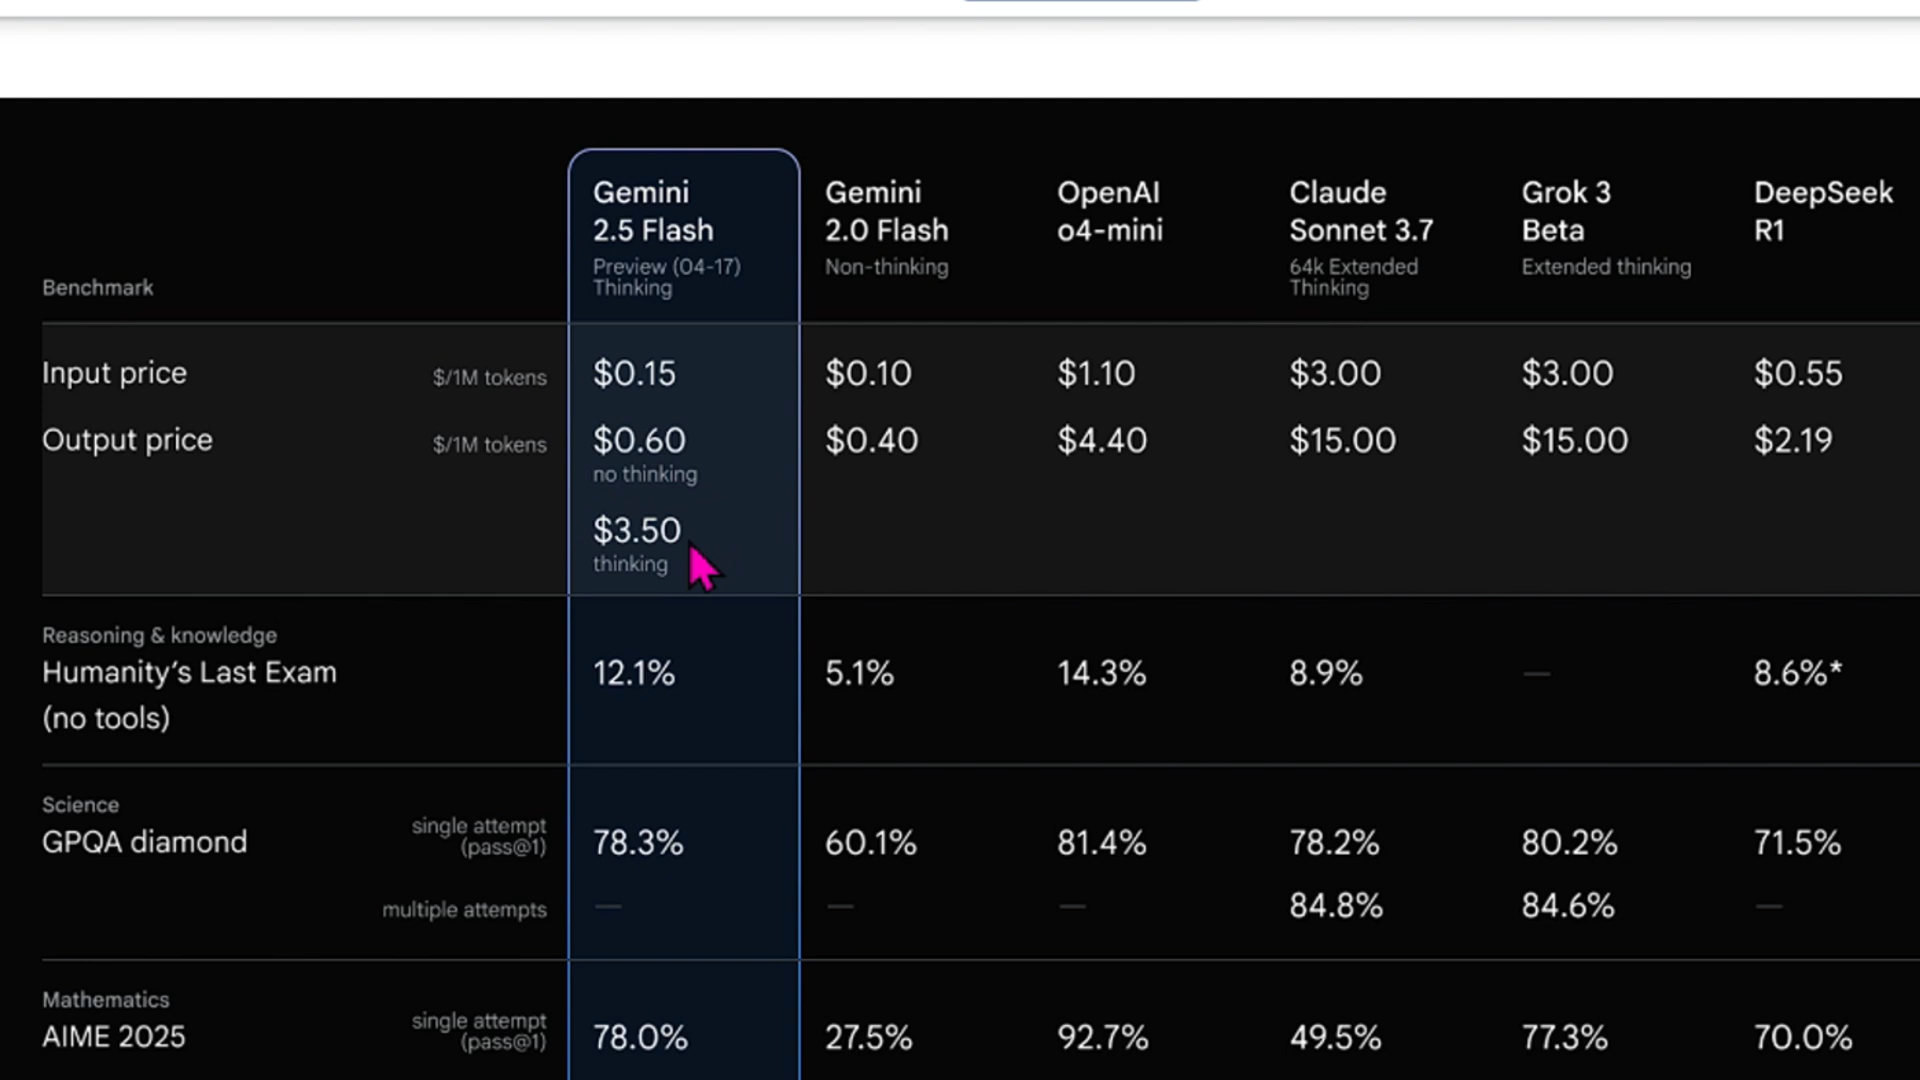 Benchmark
Gemini
2.5 Flash
Preview (04-17)
Thinking
Gemini
2.0 Flash
Non-thinking
OpenAI
o4-mini
Claude
Sonnet 3.7
64k Extended
Thinking
Grok 3
Beta
Extended thinking
DeepSeek
R1
Input price $/1M tokens $0.15 $0.10 $1.10 $3.00 $3.00 $0.55
Output price $/1M tokens $0.60 $0.40 $4.40 $15.00 $15.00 $2.19
no thinking
$3.50
thinking
Reasoning & knowledge
Humanity’s Last Exam 12.1% 5.1% 14.3% 8.9% — 8.6%*
(no tools)
Science
GPQA diamond
single attempt
(pass@1)
78.3% 60.1% 81.4% 78.2% 80.2% 71.5%
multiple attempts — — — 84.8% 84.6% —
Mathematics
AIME 2025
single attempt
(pass@1)
78.0% 27.5% 92.7% 49.5% 77.3% 70.0%